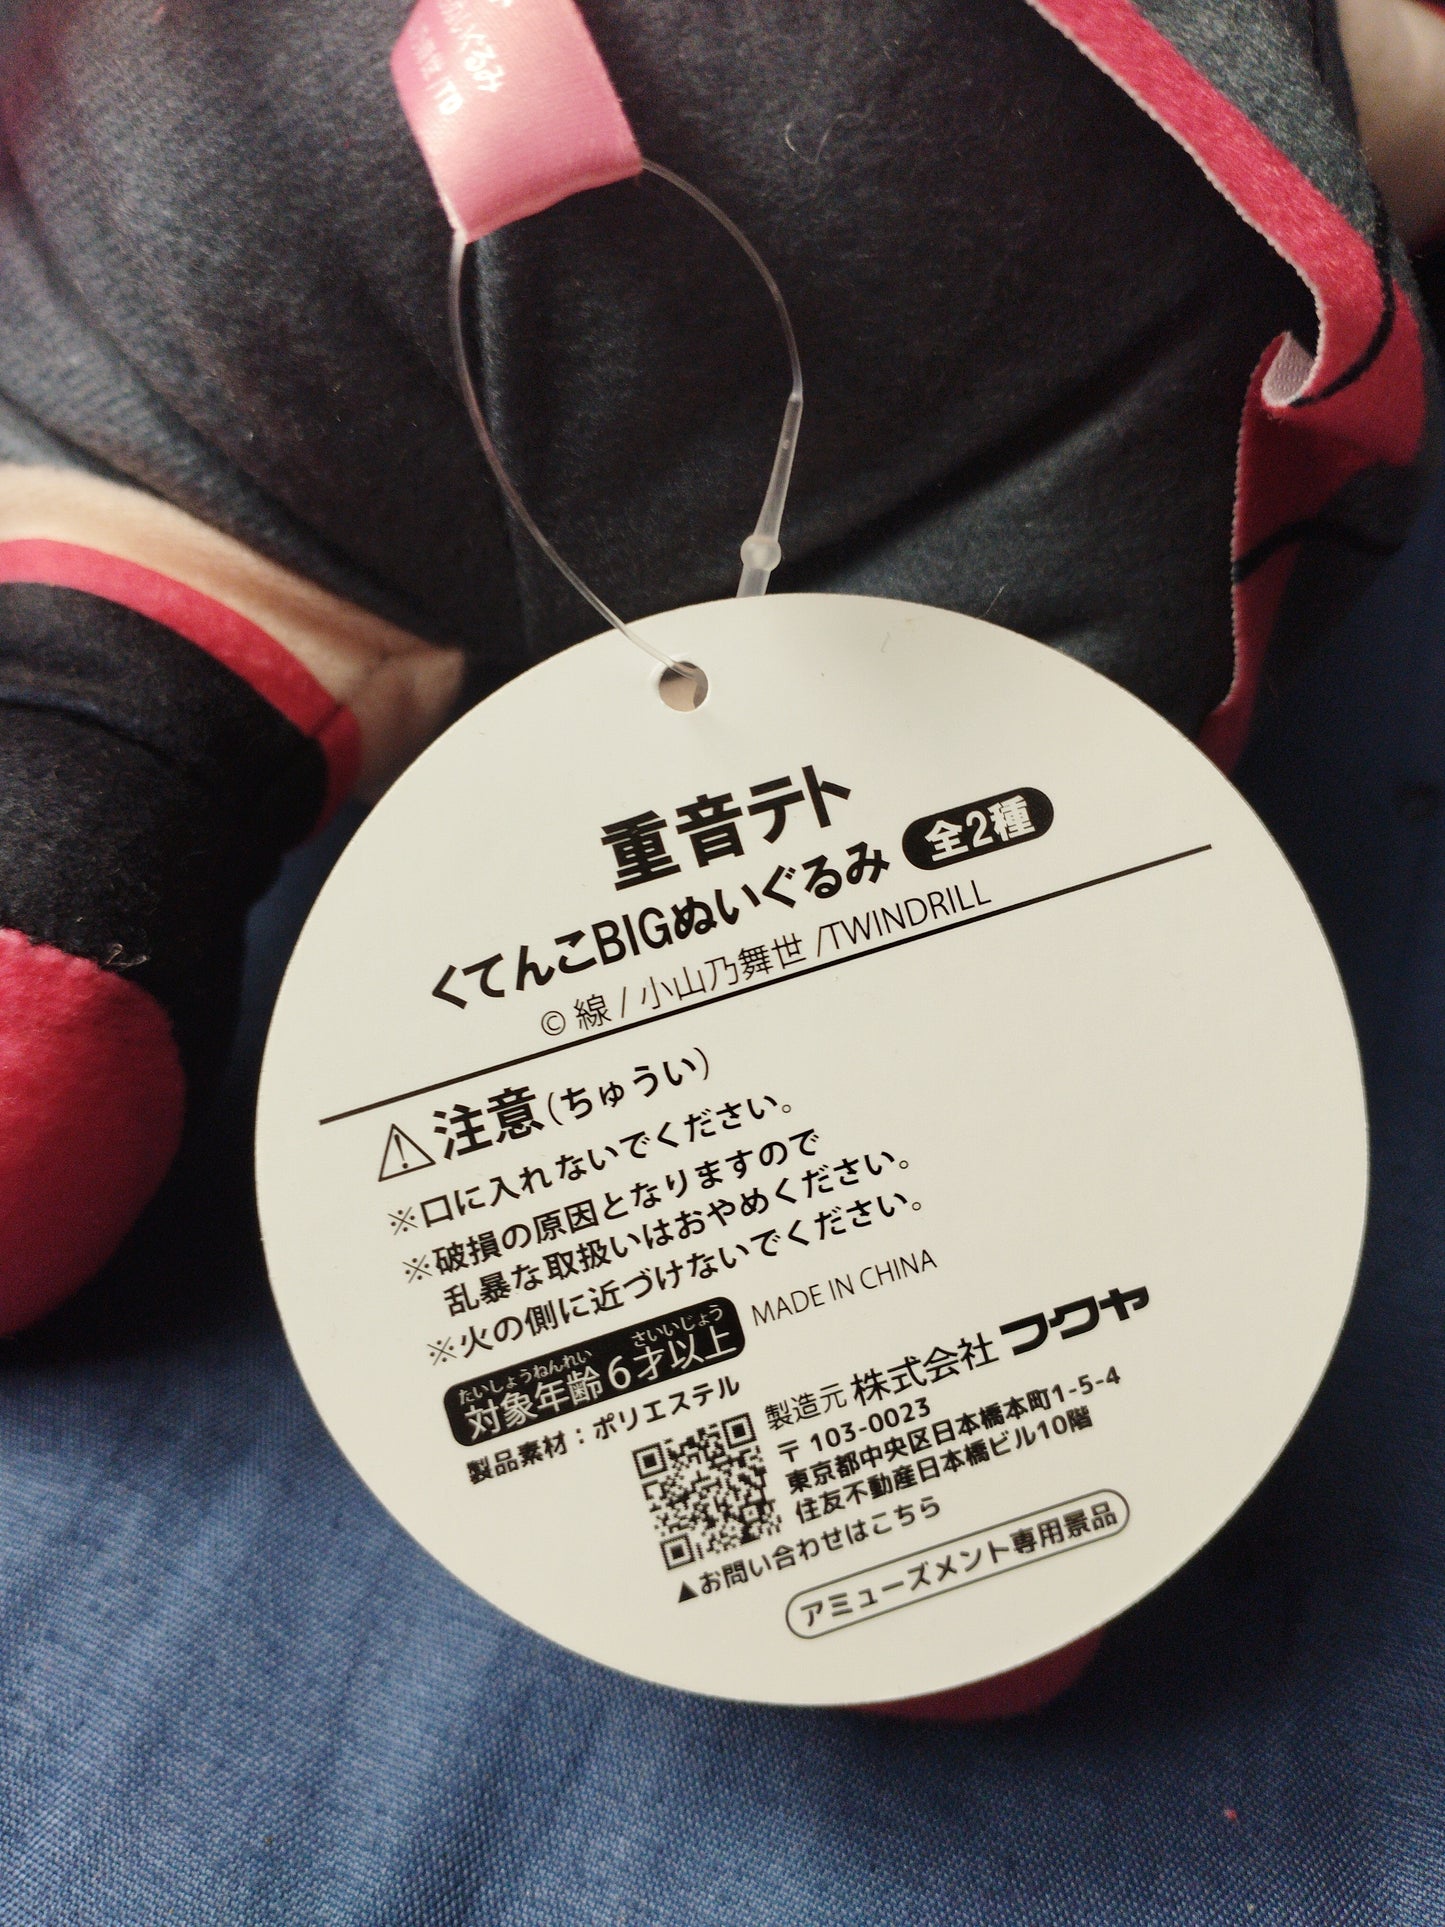 ぐるみ
TD
重音テト
くてんこBIGぬいぐるみ 全2種
© 線 / 小山乃舞世 /TWINDRILL
⚠注意(ちゅうい)
※口に入れないでください。
※破損の原因となりますので
乱暴な取扱いはおやめください。
※火の側に近づけないでください。
たいしょうねんれい さいいじょう
対象年齢6才以上 MADE IN CHINA
製品素材:ポリエステル
製造元 株式会社 フクヤ
〒103-0023
東京都中央区日本橋本町1-5-4
住友不動産日本橋ビル10階
▲お問い合わせはこちら
アミューズメント専用景品